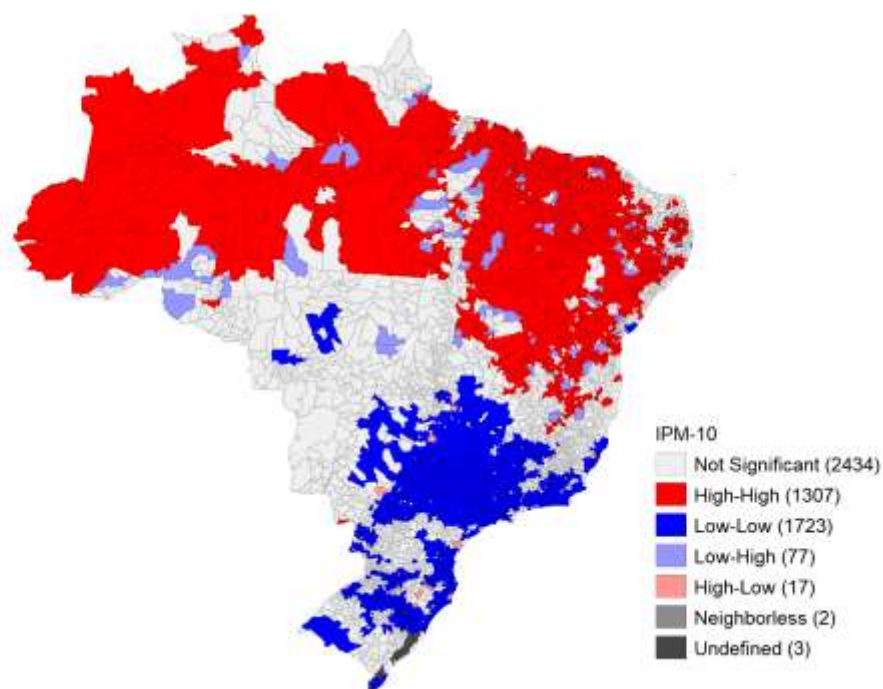 IPM-10
Not Significant (2434)
High-High (1307)
Low-Low (1723)
Low-High (77)
High-Low (17)
Neighborless (2)
Undefined (3)